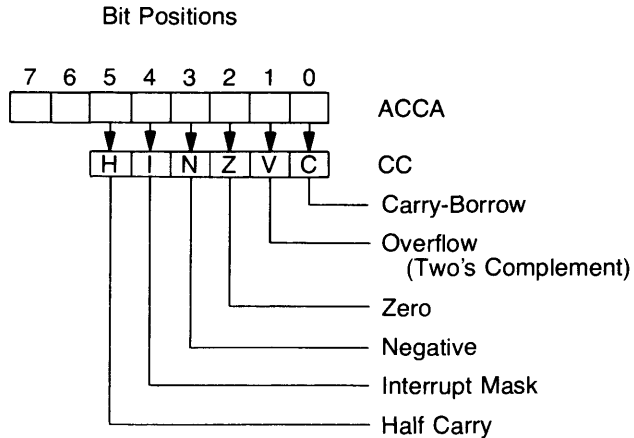 Bit Positions
7 6 5 4 3 2 1 0
ACCA
H I N Z V C
CC
Carry-Borrow
Overflow
(Two's Complement)
Zero
Negative
Interrupt Mask
Half Carry